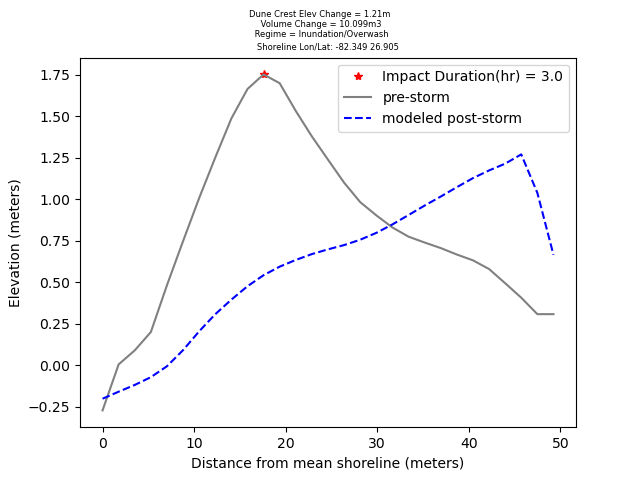 Dune Crest Elev Change = 1.21m
Volume Change = 10.099m3
Regime = Inundation/Overwash
Shoreline Lon/Lat: -82.349 26.905
Impact Duration(hr) = 3.0
pre-storm
modeled post-storm
Elevation (meters)
1.75
1.50
1.25
1.00
0.75
0.50
0.25
0.00
−0.25
0 10 20 30 40 50
Distance from mean shoreline (meters)